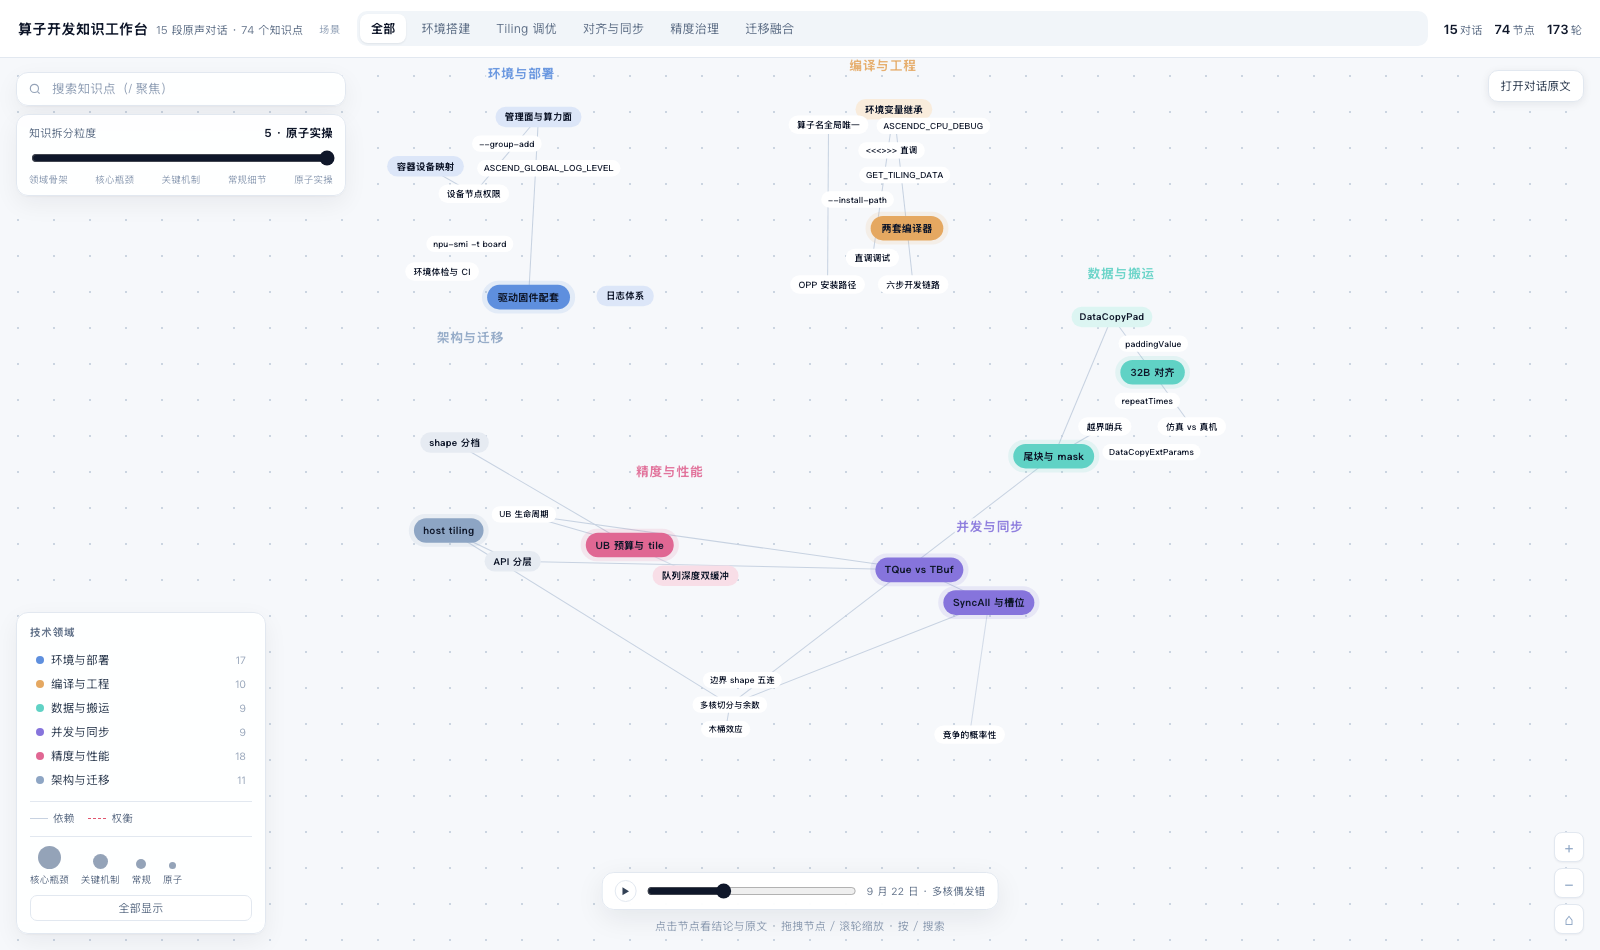 算子开发知识工作台
15 段原声对话 · 74 个知识点
场景
全部
环境搭建
Tiling 调优
对齐与同步
精度治理
迁移融合
15 对话
74 节点
173 轮
搜索知识点（/ 聚焦）
打开对话原文
知识拆分粒度
5 · 原子实操
领域骨架
核心瓶颈
关键机制
常规细节
原子实操
环境与部署
管理面与算力面
--group-add
容器设备映射
ASCEND_GLOBAL_LOG_LEVEL
设备节点权限
npu-smi -t board
环境体检与 CI
驱动固件配套
日志体系
编译与工程
环境变量继承
算子名全局唯一
ASCENDC_CPU_DEBUG
<<<>>> 直调
GET_TILING_DATA
--install-path
两套编译器
直调调试
OPP 安装路径
六步开发链路
数据与搬运
DataCopyPad
paddingValue
32B 对齐
repeatTimes
越界哨兵
仿真 vs 真机
尾块与 mask
DataCopyExtParams
架构与迁移
shape 分档
host tiling
API 分层
精度与性能
UB 生命周期
UB 预算与 tile
队列深度双缓冲
并发与同步
TQue vs TBuf
SyncAll 与槽位
边界 shape 五连
多核切分与余数
木桶效应
竞争的概率性
技术领域
环境与部署 17
编译与工程 10
数据与搬运 9
并发与同步 9
精度与性能 18
架构与迁移 11
依赖
权衡
核心瓶颈
关键机制
常规
原子
全部显示
9 月 22 日 · 多核偶发错
点击节点看结论与原文 · 拖拽节点 / 滚轮缩放 · 按 / 搜索
+
−